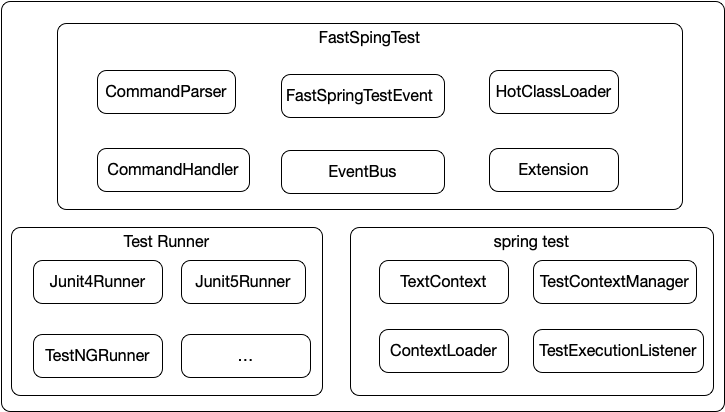 FastSpingTest
CommandParser
FastSpringTestEvent
HotClassLoader
CommandHandler
EventBus
Extension
Test Runner
Junit4Runner
Junit5Runner
TestNGRunner
...
spring test
TextContext
TestContextManager
ContextLoader
TestExecutionListener